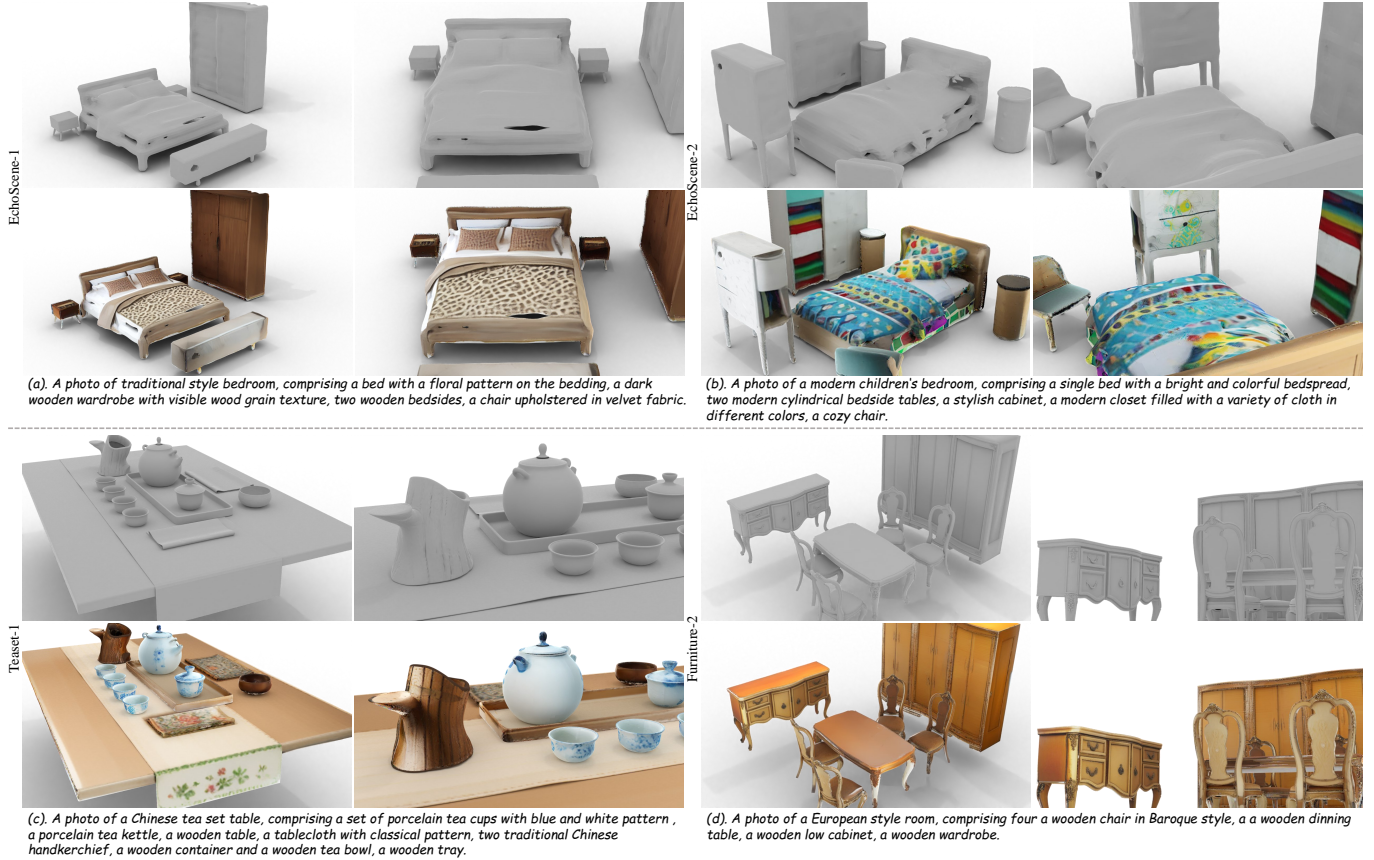 EchoScene-1
(a). A photo of traditional style bedroom, comprising a bed with a floral pattern on the bedding, a dark
wooden wardrobe with visible wood grain texture, two wooden bedsides, a chair upholstered in velvet fabric.
EchoScene-2
(b). A photo of a modern children's bedroom, comprising a single bed with a bright and colorful bedspread,
two modern cylindrical bedside tables, a stylish cabinet, a modern closet filled with a variety of cloth in
different colors, a cozy chair.
Teaset-1
(c). A photo of a Chinese tea set table, comprising a set of porcelain tea cups with blue and white pattern ,
a porcelain tea kettle, a wooden table, a tablecloth with classical pattern, two traditional Chinese
handkerchief, a wooden container and a wooden tea bowl, a wooden tray.
Furniture-2
(d). A photo of a European style room, comprising four a wooden chair in Baroque style, a a wooden dinning
table, a wooden low cabinet, a wooden wardrobe.